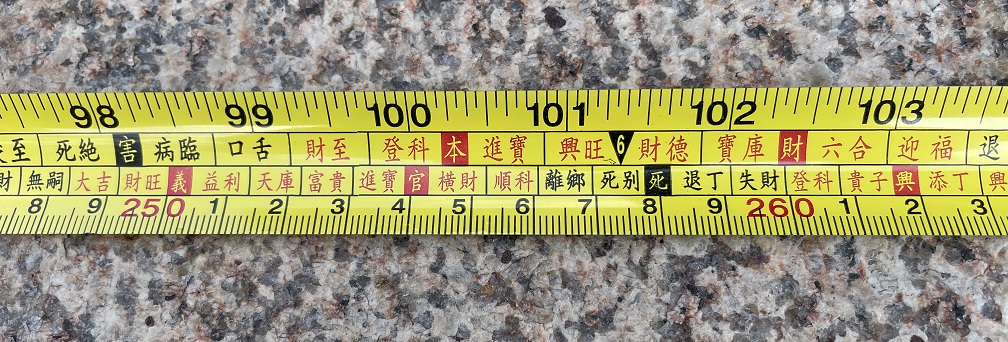 98 99 100 101 102 103
至 死絶 害 病臨 口舌 財至 登科 本 進寶 興旺 6 財德 寶庫 財 六合 迎福 退
財 無嗣 大吉 財旺 義 益利 天庫 富貴 進寶 官 橫財 順科 離鄉 死別 死 退丁 失財 登科 貴子 興 添丁 興
8 9 250 1 2 3 4 5 6 7 8 9 260 1 2 3